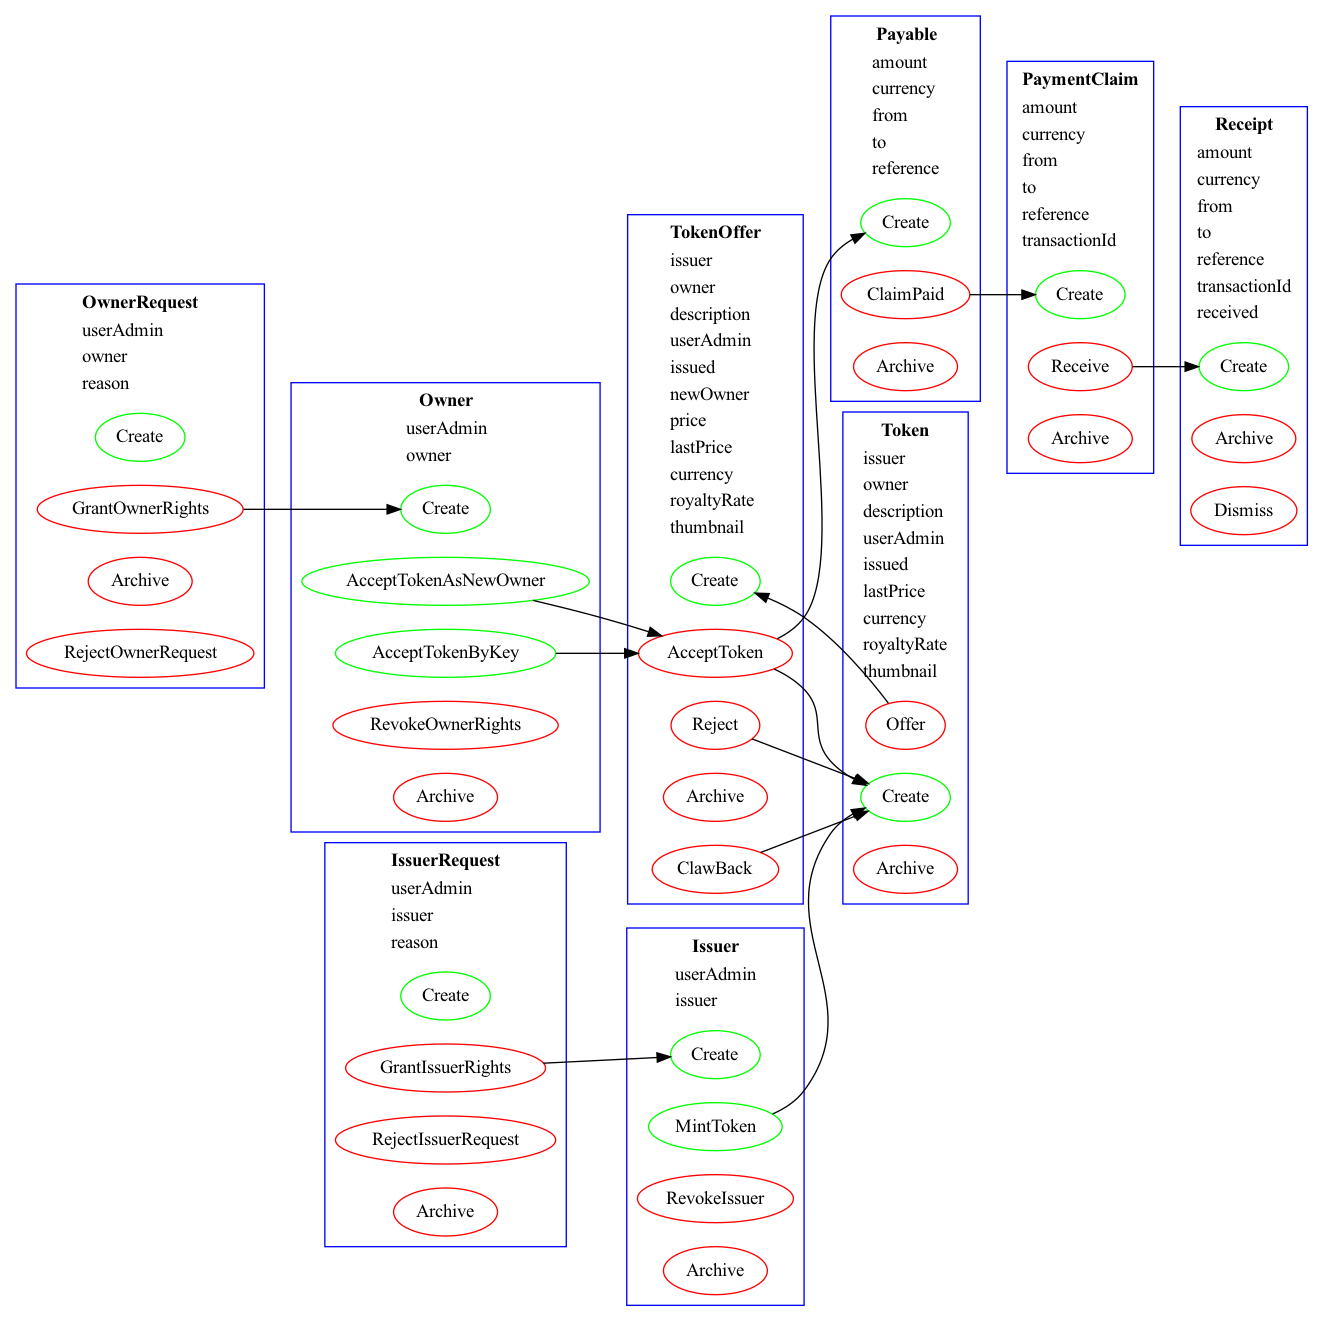 OwnerRequest
userAdmin
owner
reason
Create
GrantOwnerRights
Archive
RejectOwnerRequest
Owner
userAdmin
owner
Create
AcceptTokenAsNewOwner
AcceptTokenByKey
RevokeOwnerRights
Archive
IssuerRequest
userAdmin
issuer
reason
Create
GrantIssuerRights
RejectIssuerRequest
Archive
TokenOffer
issuer
owner
description
userAdmin
issued
newOwner
price
lastPrice
currency
royaltyRate
thumbnail
Create
AcceptToken
Reject
Archive
ClawBack
Issuer
userAdmin
issuer
Create
MintToken
RevokeIssuer
Archive
Payable
amount
currency
from
to
reference
Create
ClaimPaid
Archive
Token
issuer
owner
description
userAdmin
issued
lastPrice
currency
royaltyRate
thumbnail
Offer
Create
Archive
PaymentClaim
amount
currency
from
to
reference
transactionId
Create
Receive
Archive
Receipt
amount
currency
from
to
reference
transactionId
received
Create
Archive
Dismiss